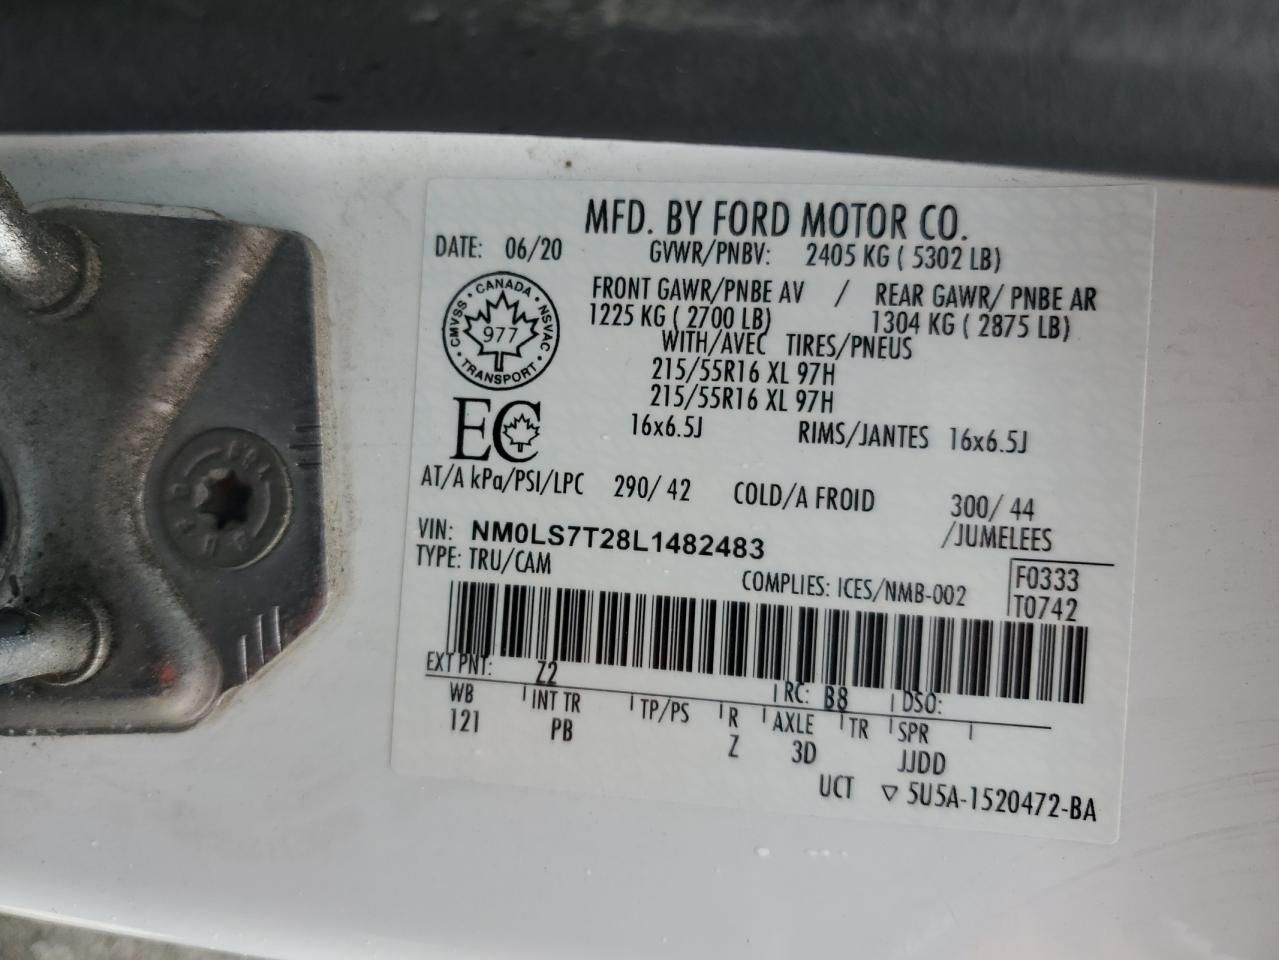 MFD. BY FORD MOTOR CO.
DATE: 06/20 GVWR/PNBV: 2405 KG ( 5302 LB)
FRONT GAWR/PNBE AV / REAR GAWR/ PNBE AR
1225 KG ( 2700 LB) 1304 KG ( 2875 LB)
WITH/AVEC TIRES/PNEUS
215/55R16 XL 97H
215/55R16 XL 97H
16x6.5J RIMS/JANTES 16x6.5J
CMVSS · CANADA · NSVAC · TRANSPORT ·
977
EC
AT/A kPa/PSI/LPC 290/ 42 COLD/A FROID 300/ 44
/JUMELEES
VIN: NM0LS7T28L1482483
TYPE: TRU/CAM
COMPLIES: ICES/NMB-002
F0333
T0742
EXT PNT: Z2 RC: B8 DSO:
WB INT TR TP/PS R AXLE TR SPR
121 PB Z 3D JJDD
UCT ▽ 5U5A-1520472-BA